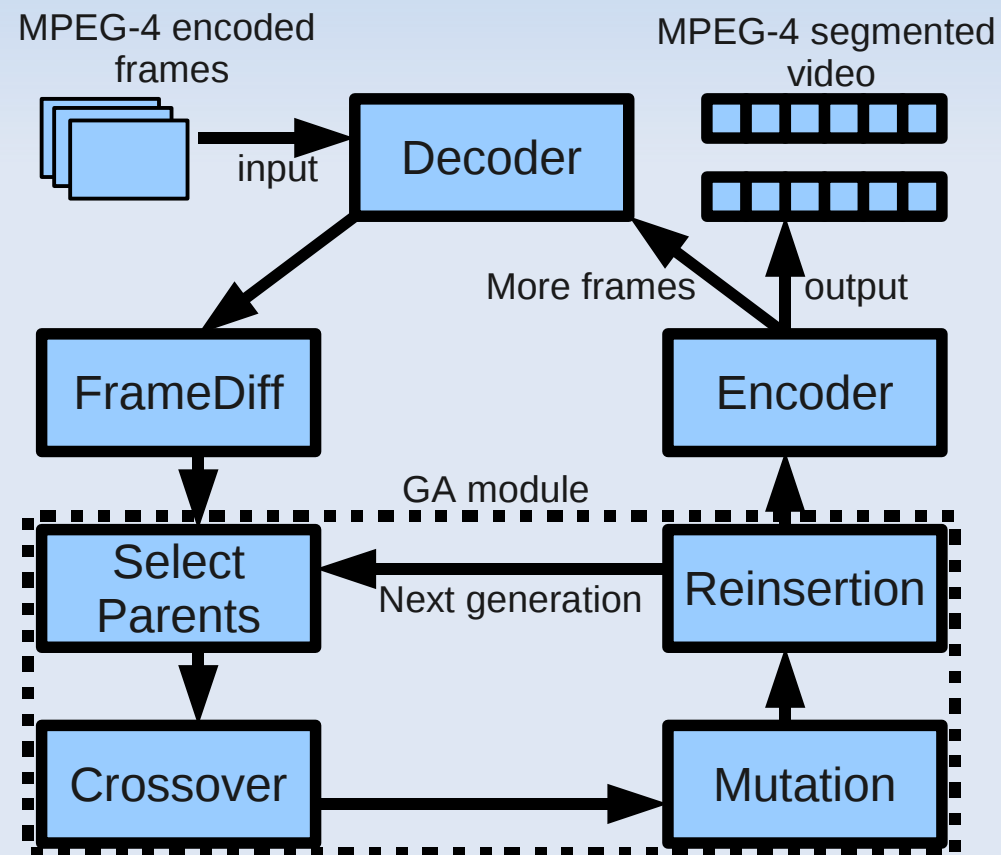 MPEG-4 encoded
frames
MPEG-4 segmented
video
input
Decoder
More frames
output
FrameDiff
Encoder
GA module
Select
Parents
Next generation
Reinsertion
Crossover
Mutation